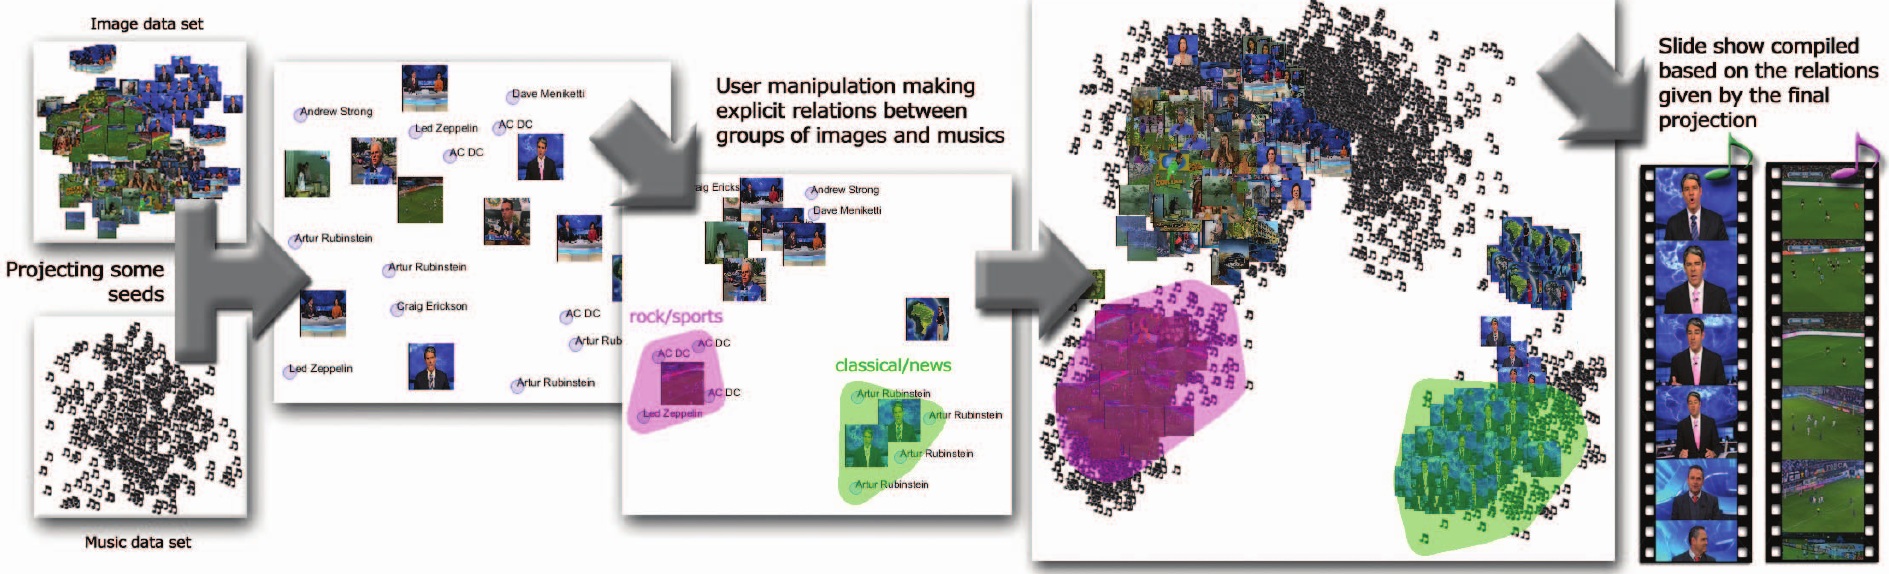 Image data set
Projecting some
seeds
Music data set
Andrew Strong
Dave Meniketti
Led Zeppelin
AC DC
AC DC
Artur Rubinstein
Artur Rubinstein
Craig Erickson
AC DC
Artur Rub
Led Zeppelin
Artur Rubinstein
User manipulation making
explicit relations between
groups of images and musics
aig Ericks
Andrew Strong
Dave Meniketti
rock/sports
AC DC
AC DC
AC DC
Led Zeppelin
classical/news
Artur Rubinstein
Artur Rubinstein
Artur Rubinstein
Artur Rubinstein
Slide show compiled
based on the relations
given by the final
projection